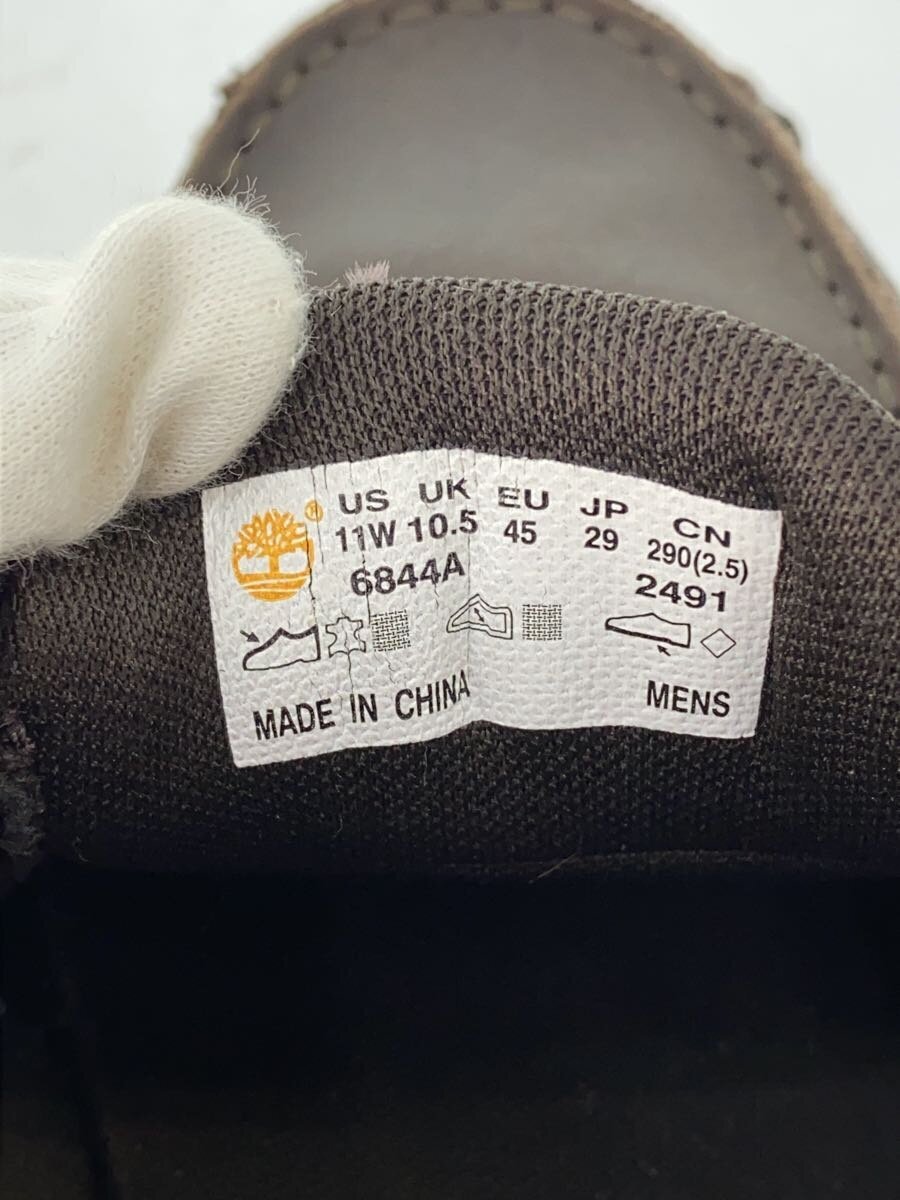 US UK EU JP CN
11W 10.5 45 29 290(2.5)
6844A 2491
MADE IN CHINA MENS
®